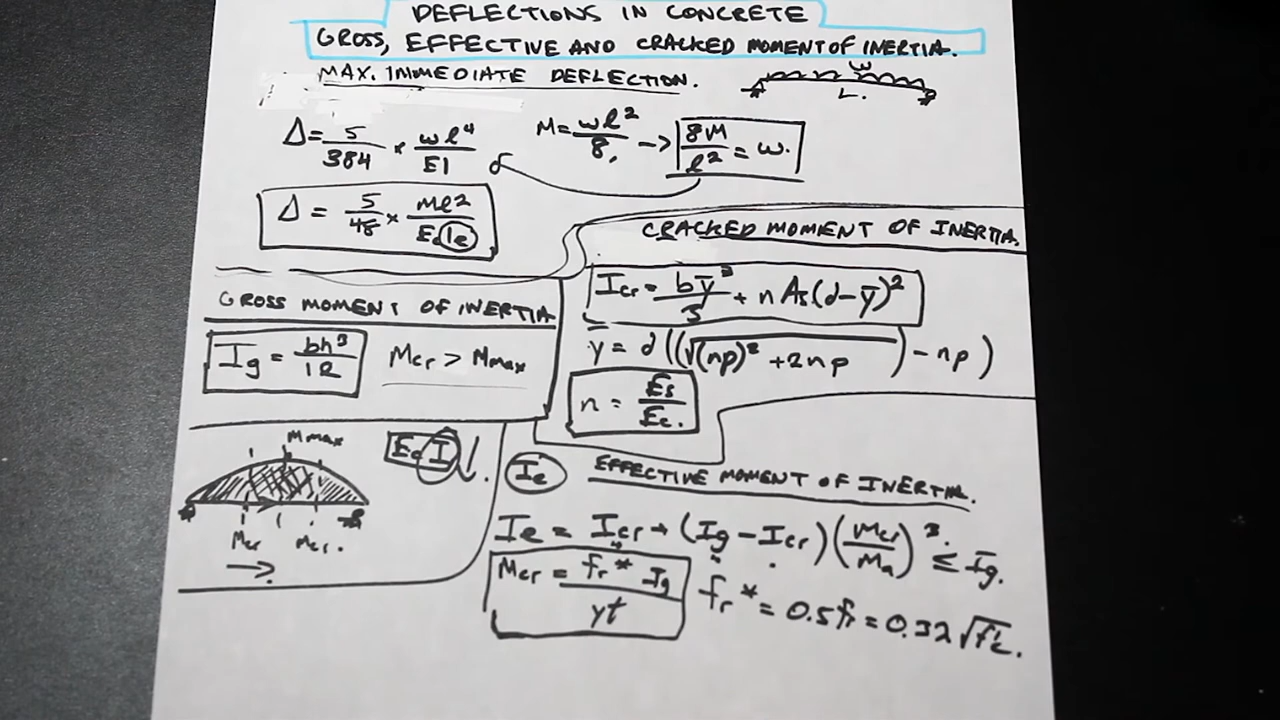 DEFLECTIONS IN CONCRETE
GROSS, EFFECTIVE AND CRACKED MOMENT OF INERTIA.
MAX. IMMEDIATE DEFLECTION.
w
L.
Δ = 5/384 × wl⁴/EI
M = wl²/8. → 8M/l² = w.
Δ = 5/48 × Ml²/EcIe
CRACKED MOMENT OF INERTIA.
Icr = bȳ³/3 + nAs(d-ȳ)²
ȳ = d((√(np)² + 2np) - np)
n = Es/Ec.
GROSS MOMENT OF INERTIA
Ig = bh³/12
Mcr > Mmax
Mmax
Ec I ↓.
Mcr Mcr.
Ie EFFECTIVE MOMENT OF INERTIA.
Ie = Icr + (Ig - Icr)(Mcr/Ma)³ ≤ Ig.
Mcr = fr* Ig/yt
fr* = 0.5fr = 0.32√f'c.